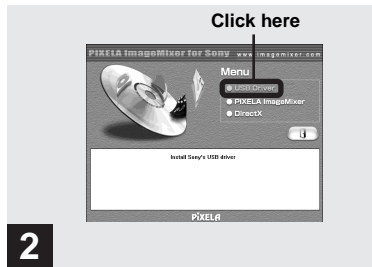 Click here
PIXELA ImageMixer for Sony www.imagemixer.com
Menu
USB Driver
PIXELA ImageMixer
DirectX
Install Sony's USB driver
PIXELA
2